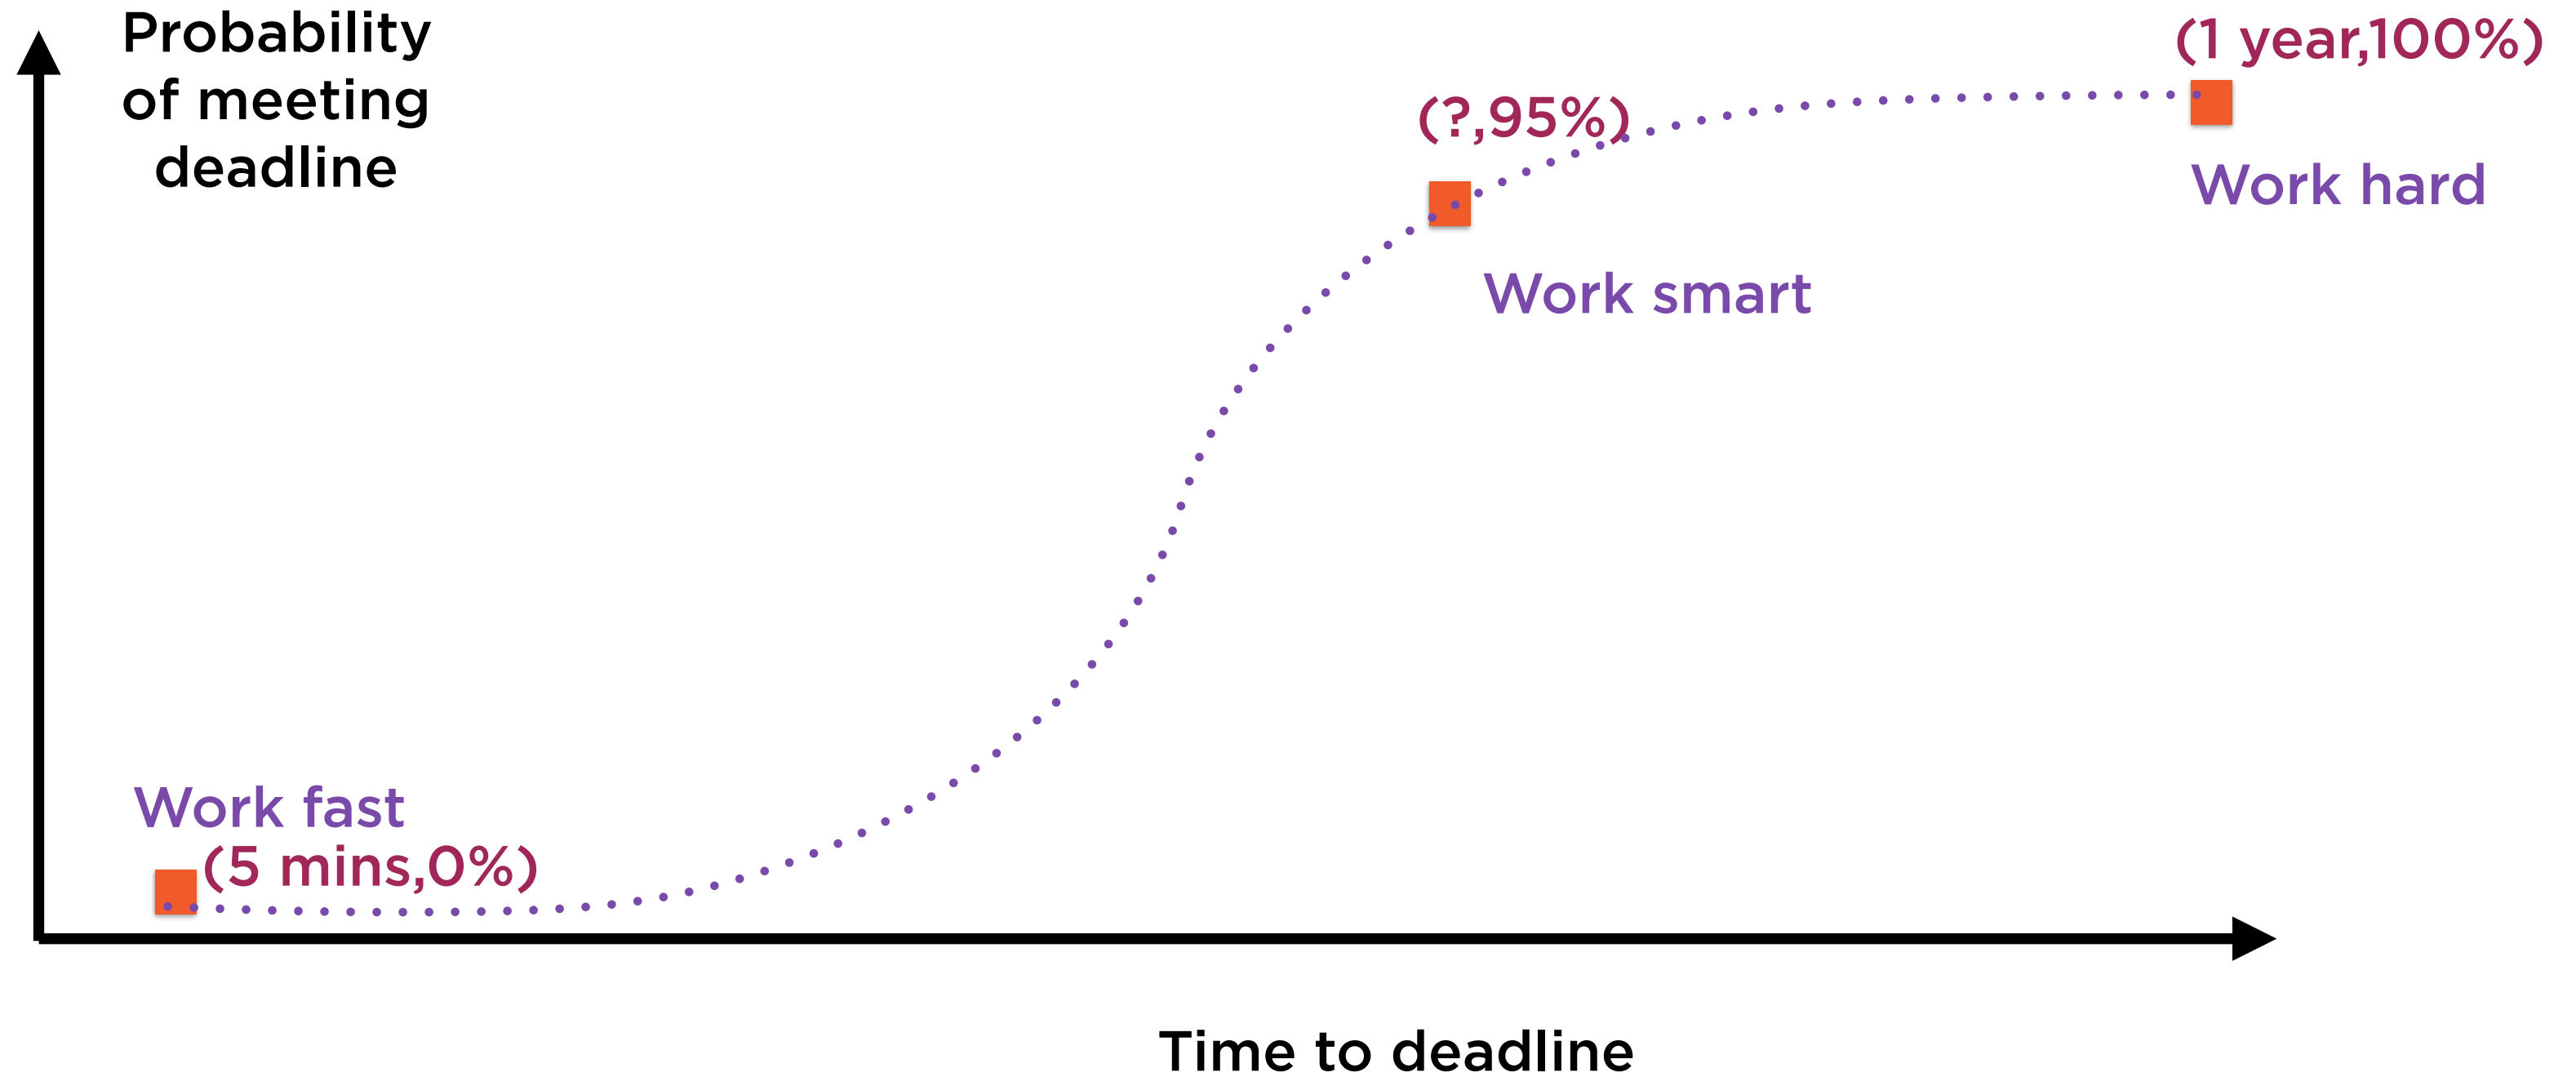 Probability
of meeting
deadline
(1 year,100%)
(?,95%)
Work hard
Work smart
Work fast
(5 mins,0%)
Time to deadline